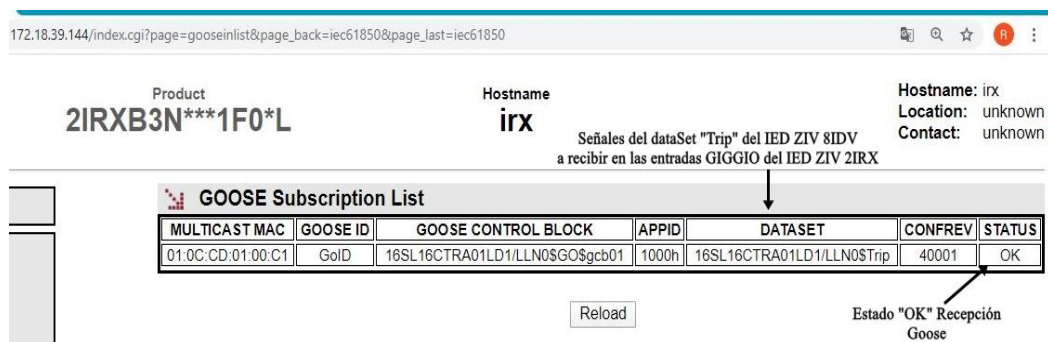 172.18.39.144/index.cgi?page=gooseinlist&page_back=iec61850&page_last=iec61850
R
Product
2IRXB3N***1F0*L
Hostname
irx
Hostname: irx
Location: unknown
Contact: unknown
Señales del dataSet "Trip" del IED ZIV 8IDV
a recibir en las entradas GIGGIO del IED ZIV 2IRX
GOOSE Subscription List
MULTICAST MAC GOOSE ID GOOSE CONTROL BLOCK APPID DATASET CONFREV STATUS
01:0C:CD:01:00:C1 GoID 16SL16CTRA01LD1/LLN0$GO$gcb01 1000h 16SL16CTRA01LD1/LLN0$Trip 40001 OK
Reload
Estado "OK" Recepción
Goose